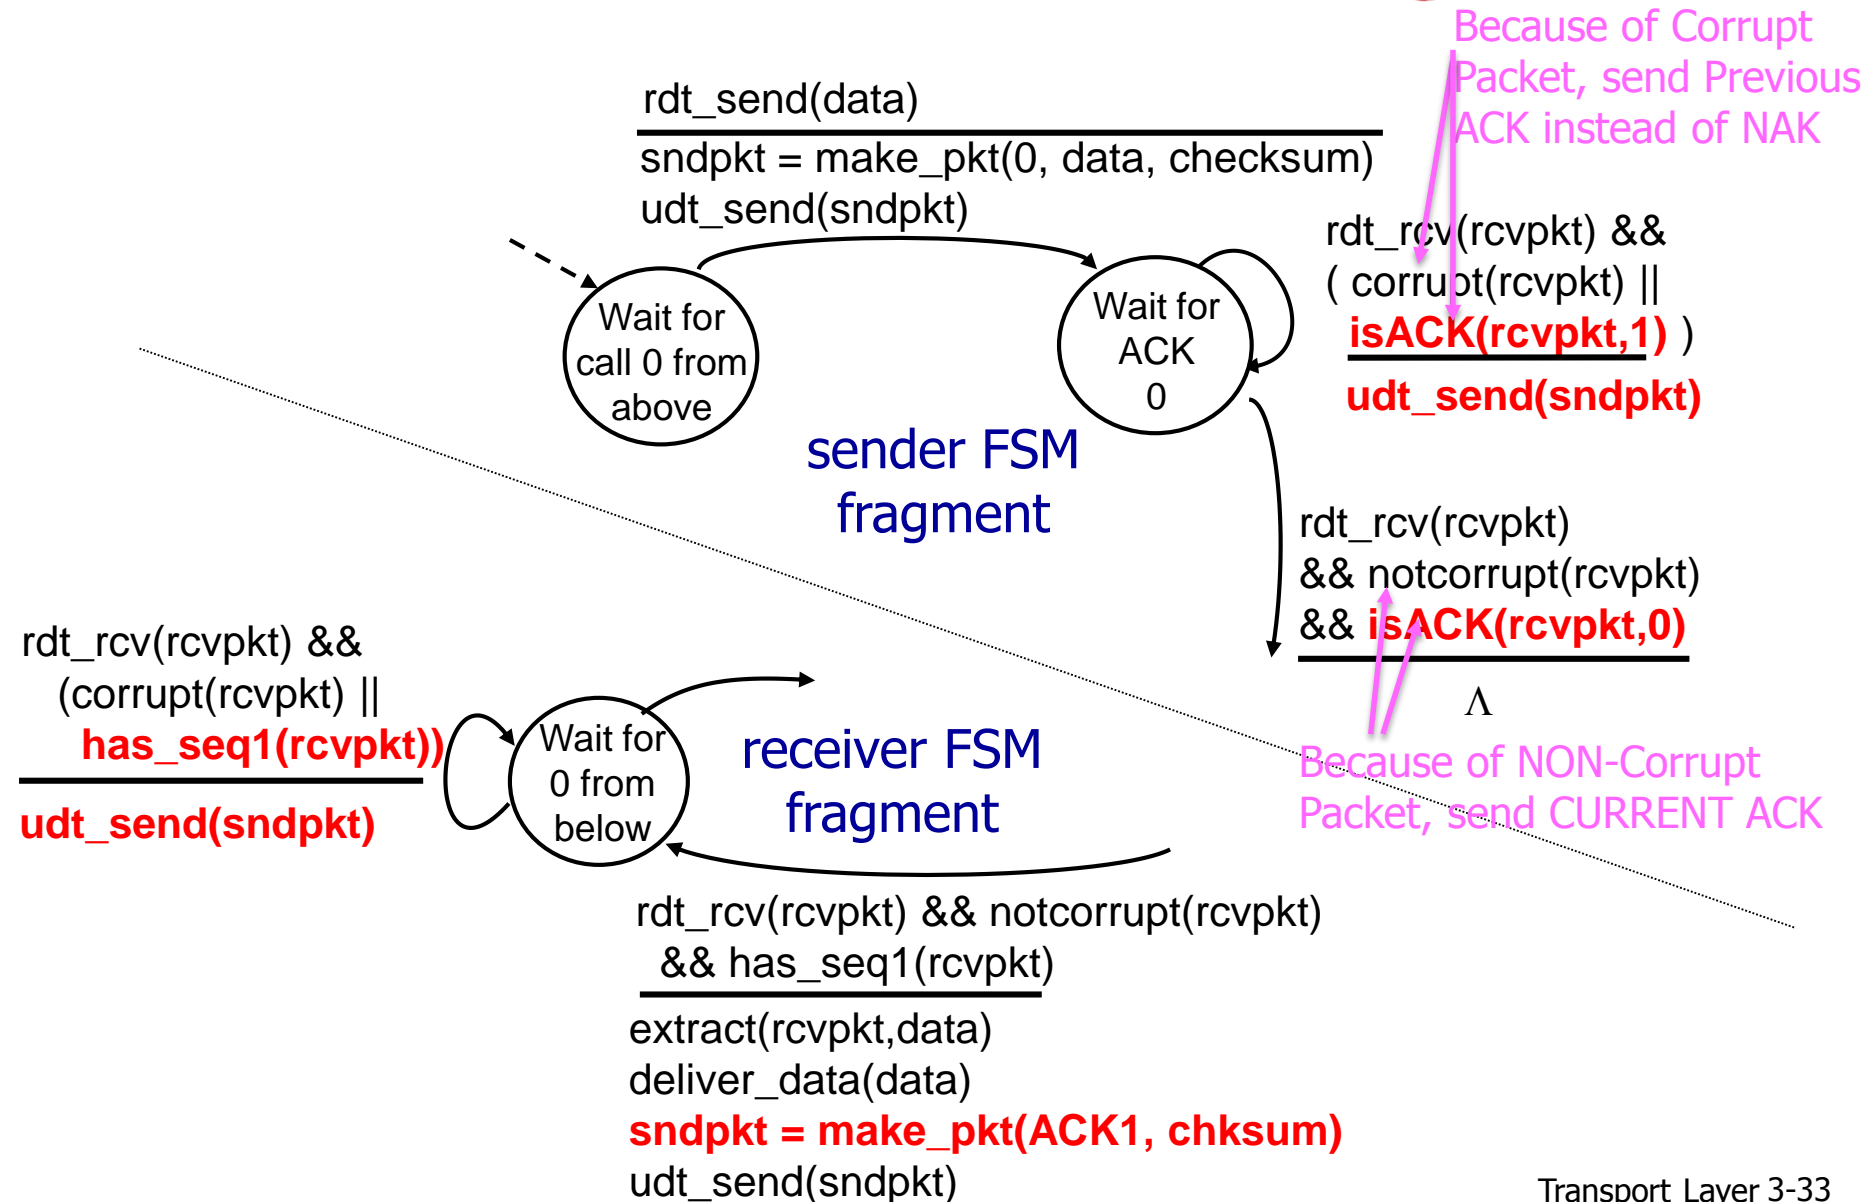 Because of Corrupt
Packet, send Previous
ACK instead of NAK
rdt_send(data)
sndpkt = make_pkt(0, data, checksum)
udt_send(sndpkt)
rdt_rcv(rcvpkt) &&
( corrupt(rcvpkt) ||
isACK(rcvpkt,1) )
udt_send(sndpkt)
Wait for
call 0 from
above
Wait for
ACK
0
sender FSM
fragment
rdt_rcv(rcvpkt)
&& notcorrupt(rcvpkt)
&& isACK(rcvpkt,0)
Λ
Because of NON-Corrupt
Packet, send CURRENT ACK
rdt_rcv(rcvpkt) &&
(corrupt(rcvpkt) ||
has_seq1(rcvpkt))
udt_send(sndpkt)
Wait for
0 from
below
receiver FSM
fragment
rdt_rcv(rcvpkt) && notcorrupt(rcvpkt)
&& has_seq1(rcvpkt)
extract(rcvpkt,data)
deliver_data(data)
sndpkt = make_pkt(ACK1, chksum)
udt_send(sndpkt)
Transport Layer 3-33